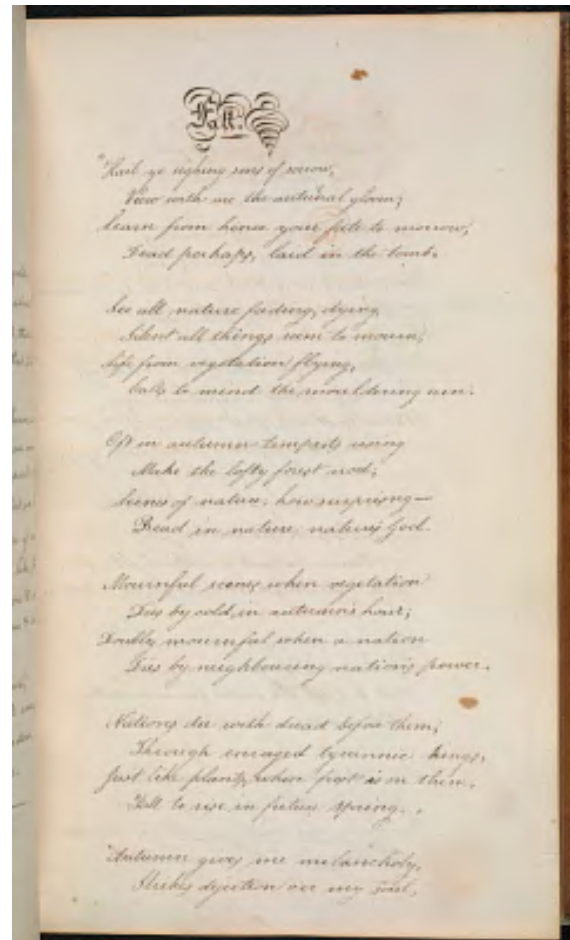 Fall.
"Hail ye sighing sons of sorrow,
View with me the autumal gloom;
Learn from hence your fate to morrow,
Dead perhaps, laid in the tomb.
See all nature fading, dying,
Silent all things seem to mourn;
Life from vegetation flying,
Calls to mind the mouldering urn.
Oft in autumn tempests rising
Make the lofty forest nod;
Scenes of nature, how surprising—
Read in nature, nature's God.
Mournful scenes when vegetation
Dies by cold, in autumn's hour;
Doubly mournful when a nation
Dies by neighbouring nation's power.
Nations die with dead before them;
Through enraged tyrannic kings,
Just like plants, when frost is on them,
Fall to rise in future spring.
Autumn gives me melancholy,
Strikes dejection on my soul,